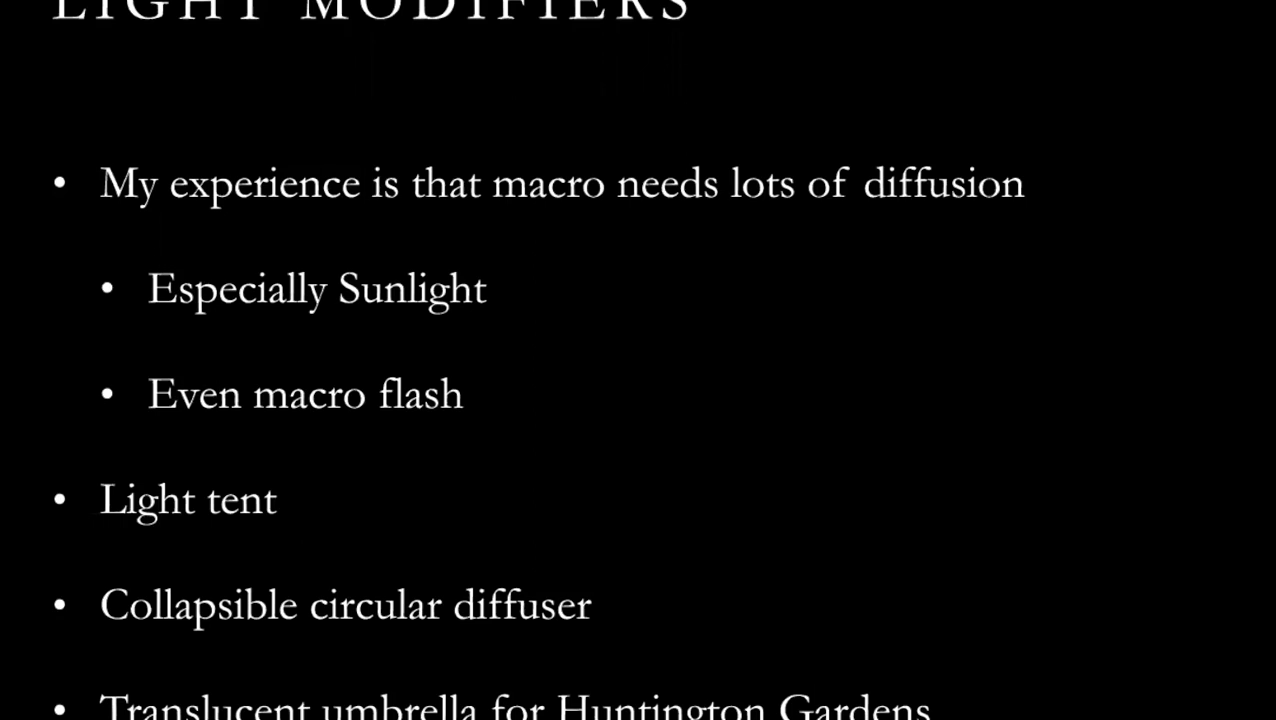 LIGHT MODIFIERS
• My experience is that macro needs lots of diffusion
• Especially Sunlight
• Even macro flash
• Light tent
• Collapsible circular diffuser
• Translucent umbrella for Huntington Gardens